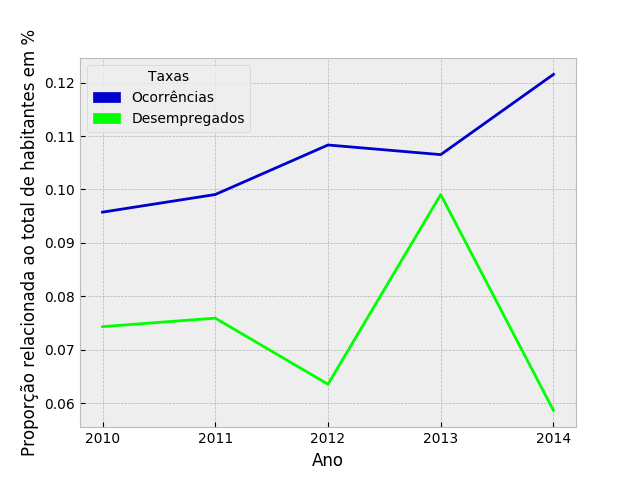 Proporção relacionada ao total de habitantes em %
Taxas
Ocorrências
Desempregados
0.12
0.11
0.10
0.09
0.08
0.07
0.06
2010 2011 2012 2013 2014
Ano